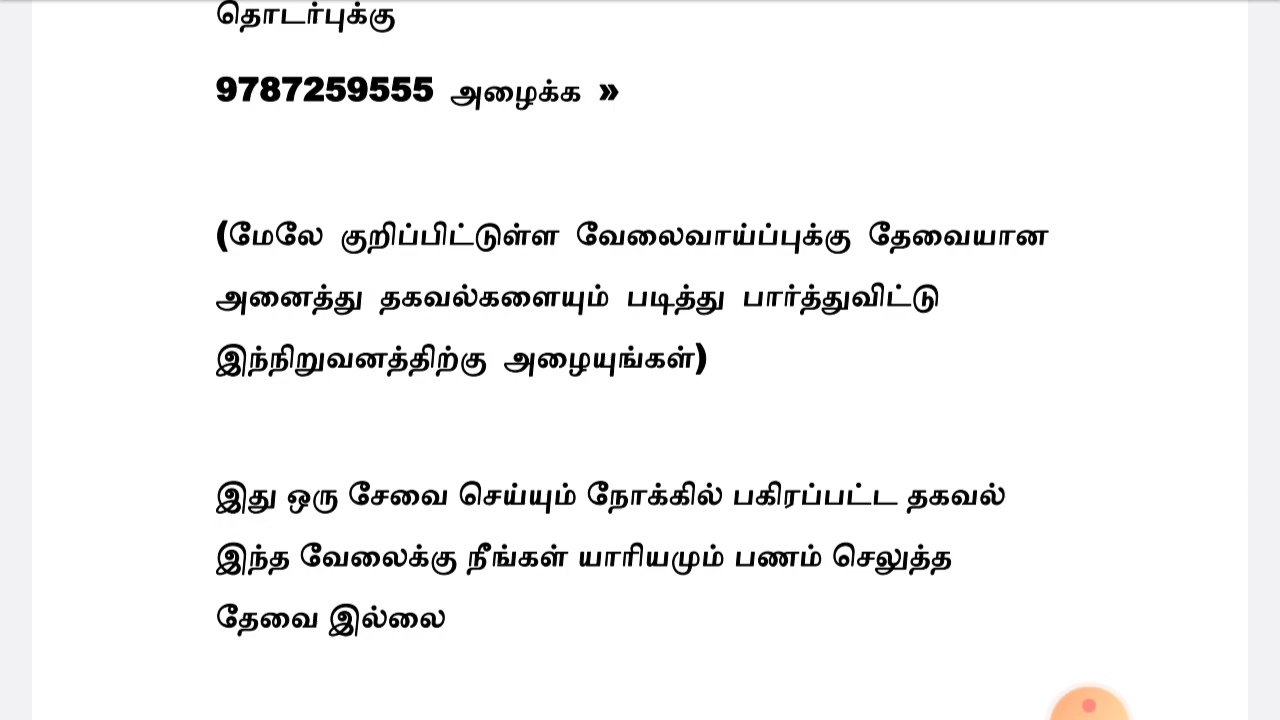 தொடர்புக்கு
9787259555 அழைக்க »
(மேலே குறிப்பிட்டுள்ள வேலைவாய்ப்புக்கு தேவையான
அனைத்து தகவல்களையும் படித்து பார்த்துவிட்டு
இந்நிறுவனத்திற்கு அழையுங்கள்)
இது ஒரு சேவை செய்யும் நோக்கில் பகிரப்பட்ட தகவல்
இந்த வேலைக்கு நீங்கள் யாரியமும் பணம் செலுத்த
தேவை இல்லை